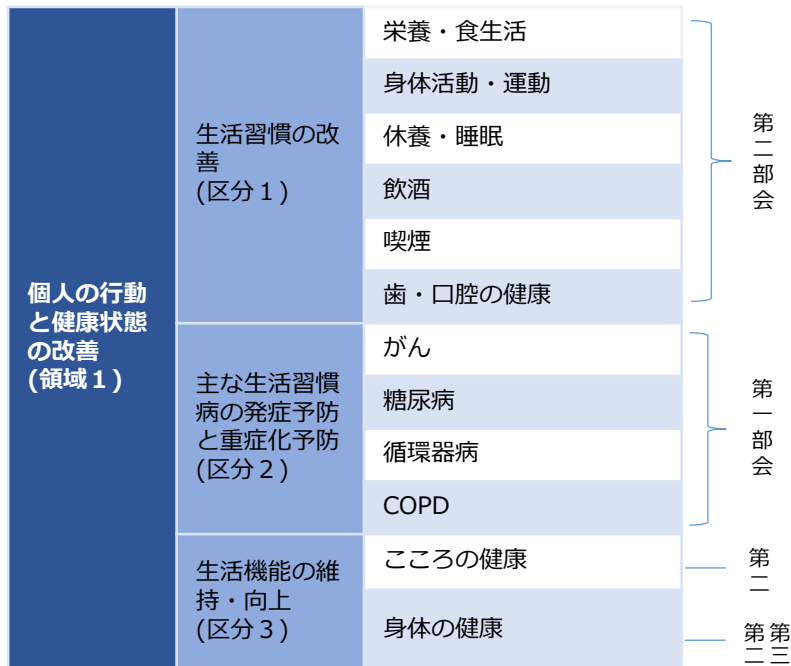 個人の行動
と健康状態
の改善
(領域１)
生活習慣の改
善
(区分１)
栄養・食生活
身体活動・運動
休養・睡眠
飲酒
喫煙
歯・口腔の健康
第二部会
主な生活習慣
病の発症予防
と重症化予防
(区分２)
がん
糖尿病
循環器病
COPD
第一部会
生活機能の維
持・向上
(区分３)
こころの健康
第二
身体の健康
第二
第三